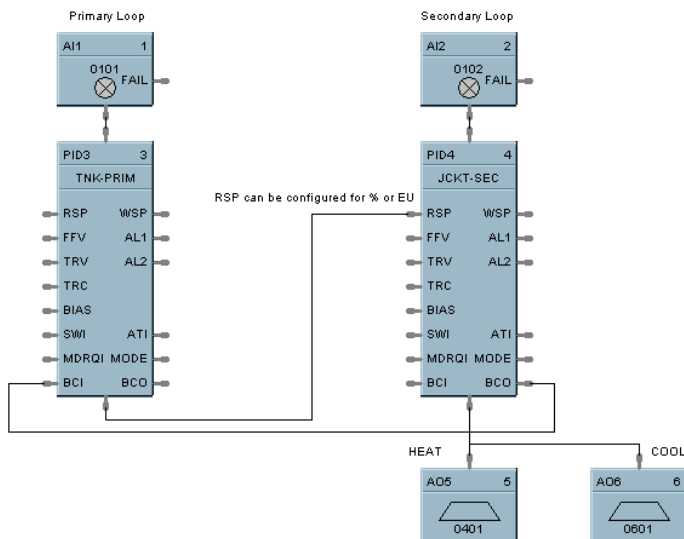 Primary Loop
Secondary Loop
AI1 1
0101
FAIL
AI2 2
0102
FAIL
PID3 3
TNK-PRIM
RSP WSP
FFV AL1
TRV AL2
TRC
BIAS
SWI ATI
MDRQI MODE
BCI BCO
RSP can be configured for % or EU
PID4 4
JCKT-SEC
RSP WSP
FFV AL1
TRV AL2
TRC
BIAS
SWI ATI
MDRQI MODE
BCI BCO
HEAT
COOL
AO5 5
0401
AO6 6
0601